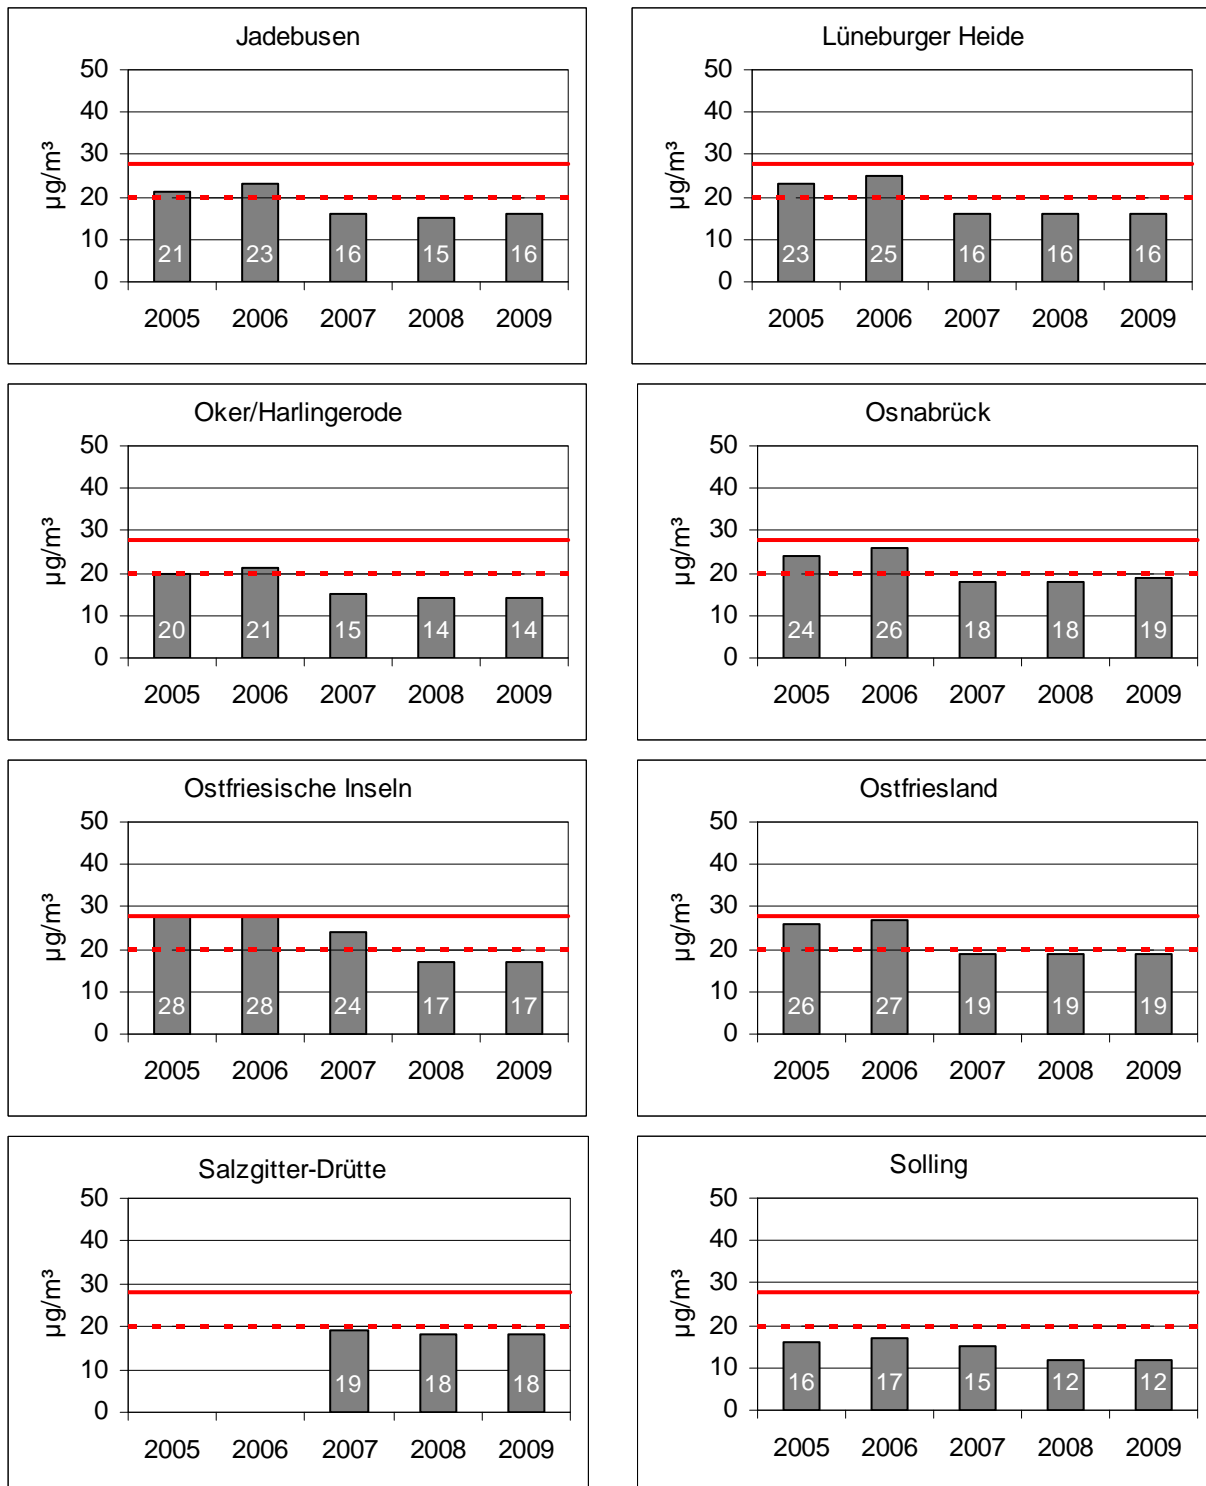 Jadebusen
50
40
30
20
10
0
µg/m³
21 23 16 15 16
2005 2006 2007 2008 2009
Lüneburger Heide
50
40
30
20
10
0
µg/m³
23 25 16 16 16
2005 2006 2007 2008 2009
Oker/Harlingerode
50
40
30
20
10
0
µg/m³
20 21 15 14 14
2005 2006 2007 2008 2009
Osnabrück
50
40
30
20
10
0
µg/m³
24 26 18 18 19
2005 2006 2007 2008 2009
Ostfriesische Inseln
50
40
30
20
10
0
µg/m³
28 28 24 17 17
2005 2006 2007 2008 2009
Ostfriesland
50
40
30
20
10
0
µg/m³
26 27 19 19 19
2005 2006 2007 2008 2009
Salzgitter-Drütte
50
40
30
20
10
0
µg/m³
19 18 18
2005 2006 2007 2008 2009
Solling
50
40
30
20
10
0
µg/m³
16 17 15 12 12
2005 2006 2007 2008 2009